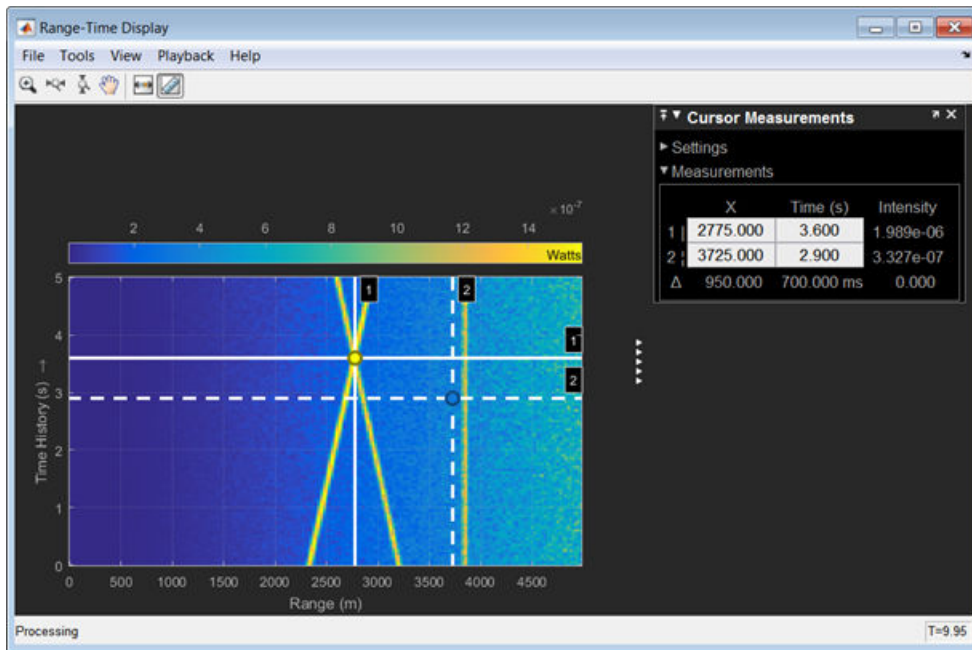 Range-Time Display
File Tools View Playback Help
Cursor Measurements
Settings
Measurements
X Time (s) Intensity
1 | 2775.000 3.600 1.989e-06
2 ¦ 3725.000 2.900 3.327e-07
Δ 950.000 700.000 ms 0.000
× 10⁻⁷
2 4 6 8 10 12 14
Watts
5
4
3
2
1
0
Time History (s) →
1 2
1
2
0 500 1000 1500 2000 2500 3000 3500 4000 4500
Range (m)
Processing T=9.95